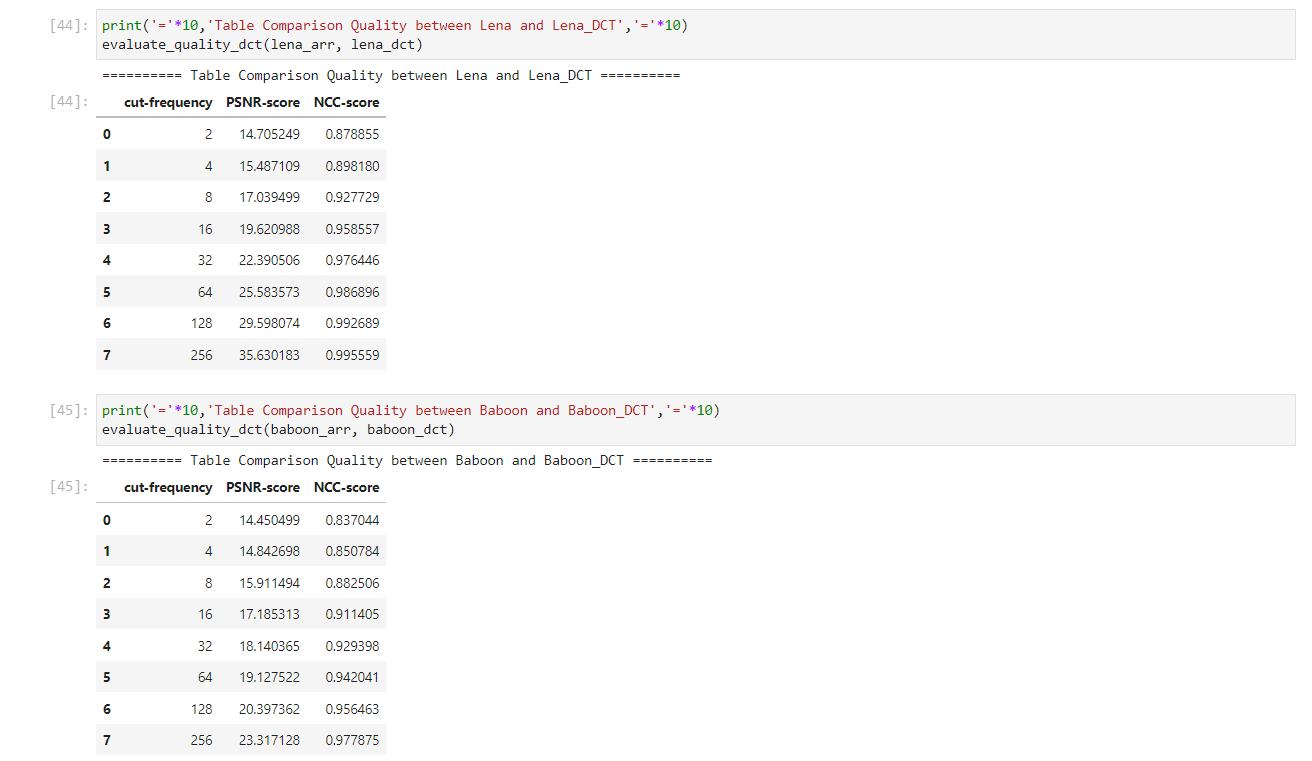 [44]: print('='*10,'Table Comparison Quality between Lena and Lena_DCT','='*10)
evaluate_quality_dct(lena_arr, lena_dct)
========== Table Comparison Quality between Lena and Lena_DCT ==========
[44]: cut-frequency PSNR-score NCC-score
0 2 14.705249 0.878855
1 4 15.487109 0.898180
2 8 17.039499 0.927729
3 16 19.620988 0.958557
4 32 22.390506 0.976446
5 64 25.583573 0.986896
6 128 29.598074 0.992689
7 256 35.630183 0.995559
[45]: print('='*10,'Table Comparison Quality between Baboon and Baboon_DCT','='*10)
evaluate_quality_dct(baboon_arr, baboon_dct)
========== Table Comparison Quality between Baboon and Baboon_DCT ==========
[45]: cut-frequency PSNR-score NCC-score
0 2 14.450499 0.837044
1 4 14.842698 0.850784
2 8 15.911494 0.882506
3 16 17.185313 0.911405
4 32 18.140365 0.929398
5 64 19.127522 0.942041
6 128 20.397362 0.956463
7 256 23.317128 0.977875